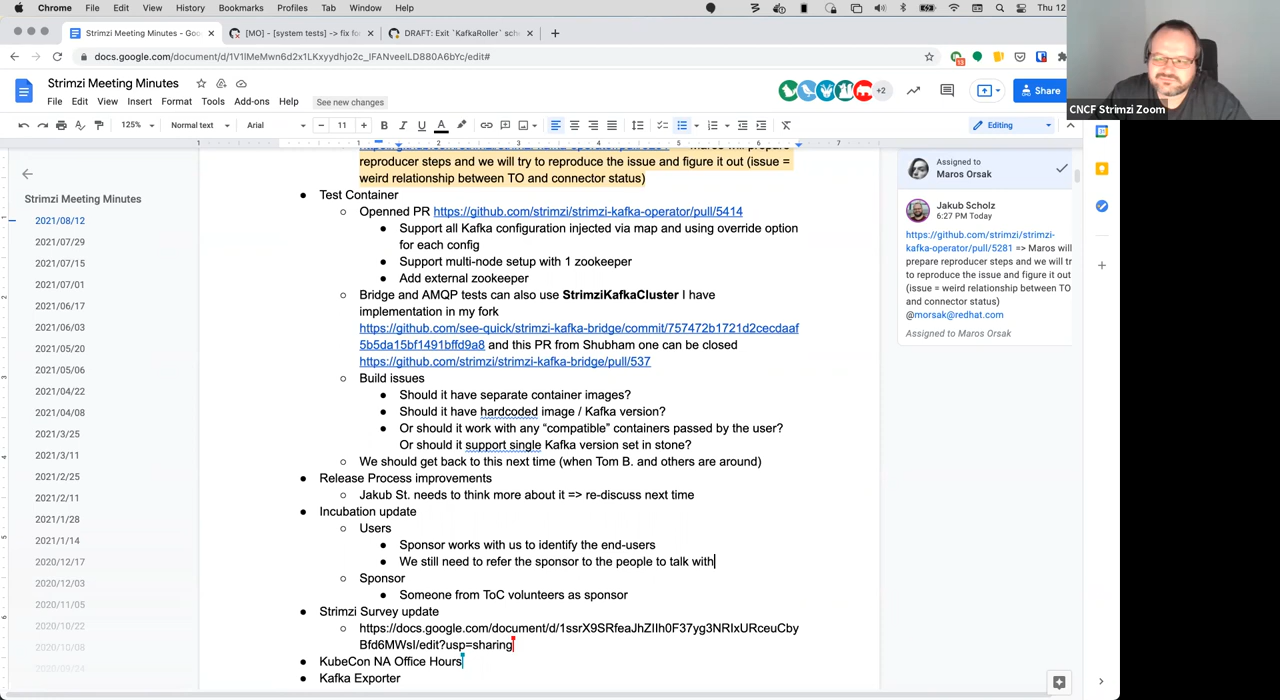 Chrome File Edit View History Bookmarks Profiles Tab Window Help Thu 12
Strimzi Meeting Minutes - Goo [MO] - [system tests] -> fix for DRAFT: Exit `KafkaRoller` sch
docs.google.com/document/d/1V1lMeMwn6d2x1LKxyydhjo2c_lFANveelLD880A6bYc/edit#
CNCF Strimzi Zoom
Strimzi Meeting Minutes
File Edit View Insert Format Tools Add-ons Help See new changes
+2
Share
125% Normal text Arial 11 Editing
Strimzi Meeting Minutes
2021/08/12
2021/07/29
2021/07/15
2021/07/01
2021/06/17
2021/06/03
2021/05/20
2021/05/06
2021/04/22
2021/04/08
2021/3/25
2021/3/11
2021/2/25
2021/2/11
2021/1/28
2021/1/14
2020/12/17
2020/12/03
2020/11/05
2020/10/22
2020/10/08
2020/09/24
reproducer steps and we will try to reproduce the issue and figure it out (issue =
weird relationship between TO and connector status)
Test Container
Openned PR https://github.com/strimzi/strimzi-kafka-operator/pull/5414
Support all Kafka configuration injected via map and using override option
for each config
Support multi-node setup with 1 zookeeper
Add external zookeeper
Bridge and AMQP tests can also use StrimziKafkaCluster I have
implementation in my fork
https://github.com/see-quick/strimzi-kafka-bridge/commit/757472b1721d2cecdaaf
5b5da15bf1491bffd9a8 and this PR from Shubham one can be closed
https://github.com/strimzi/strimzi-kafka-bridge/pull/537
Build issues
Should it have separate container images?
Should it have hardcoded image / Kafka version?
Or should it work with any “compatible” containers passed by the user?
Or should it support single Kafka version set in stone?
We should get back to this next time (when Tom B. and others are around)
Release Process improvements
Jakub St. needs to think more about it => re-discuss next time
Incubation update
Users
Sponsor works with us to identify the end-users
We still need to refer the sponsor to the people to talk with
Sponsor
Someone from ToC volunteers as sponsor
Strimzi Survey update
https://docs.google.com/document/d/1ssrX9SRfeaJhZIIh0F37yg3NRIxURceuCby
Bfd6MWsI/edit?usp=sharing
KubeCon NA Office Hours
Kafka Exporter
Assigned to
Maros Orsak
Jakub Scholz
6:27 PM Today
https://github.com/strimzi/strimzi-
kafka-operator/pull/5281 => Maros will
prepare reproducer steps and we will tr
to reproduce the issue and figure it out
(issue = weird relationship between TO
and connector status)
@morsak@redhat.com
Assigned to Maros Orsak